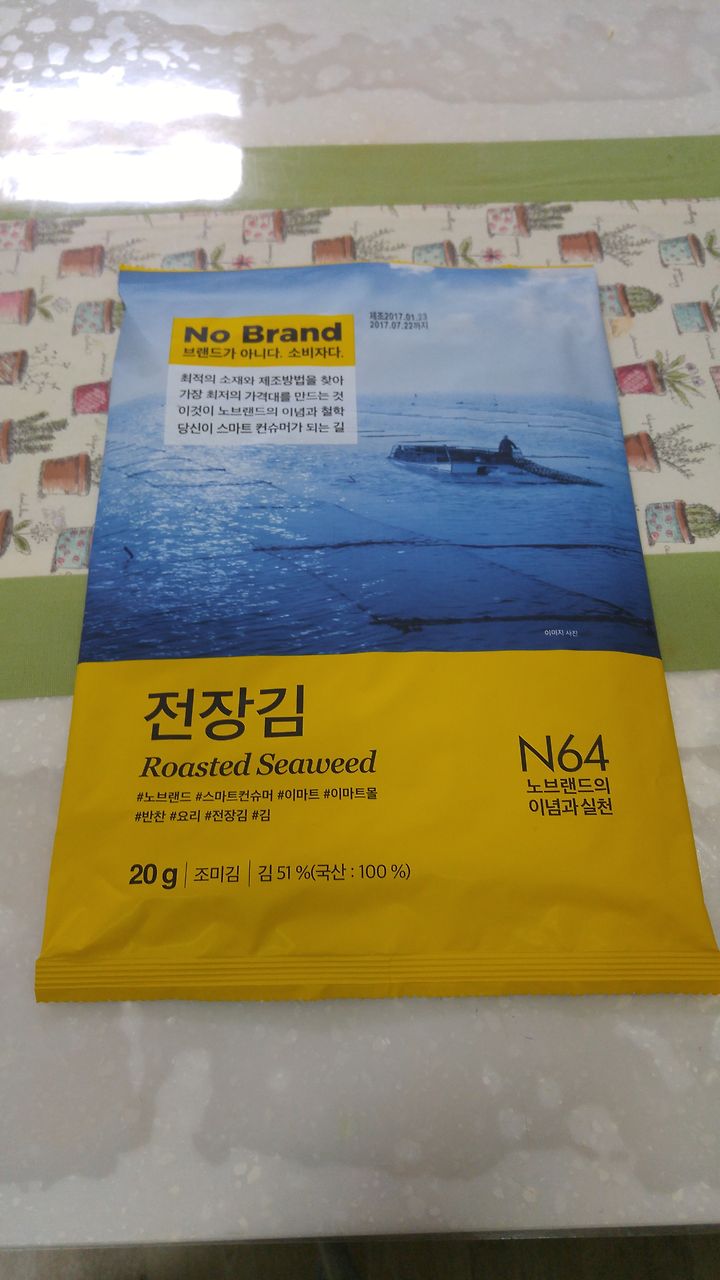 No Brand
브랜드가 아니다. 소비자다.
최적의 소재와 제조방법을 찾아
가장 최저의 가격대를 만드는 것
이것이 노브랜드의 이념과 철학
당신이 스마트 컨슈머가 되는 길
제조2017.01.23
2017.07.22까지
이미지 사진
전장김
Roasted Seaweed
#노브랜드 #스마트컨슈머 #이마트 #이마트몰
#반찬 #요리 #전장김 #김
N64
노브랜드의
이념과 실천
20 g 조미김 김 51 %(국산 : 100 %)